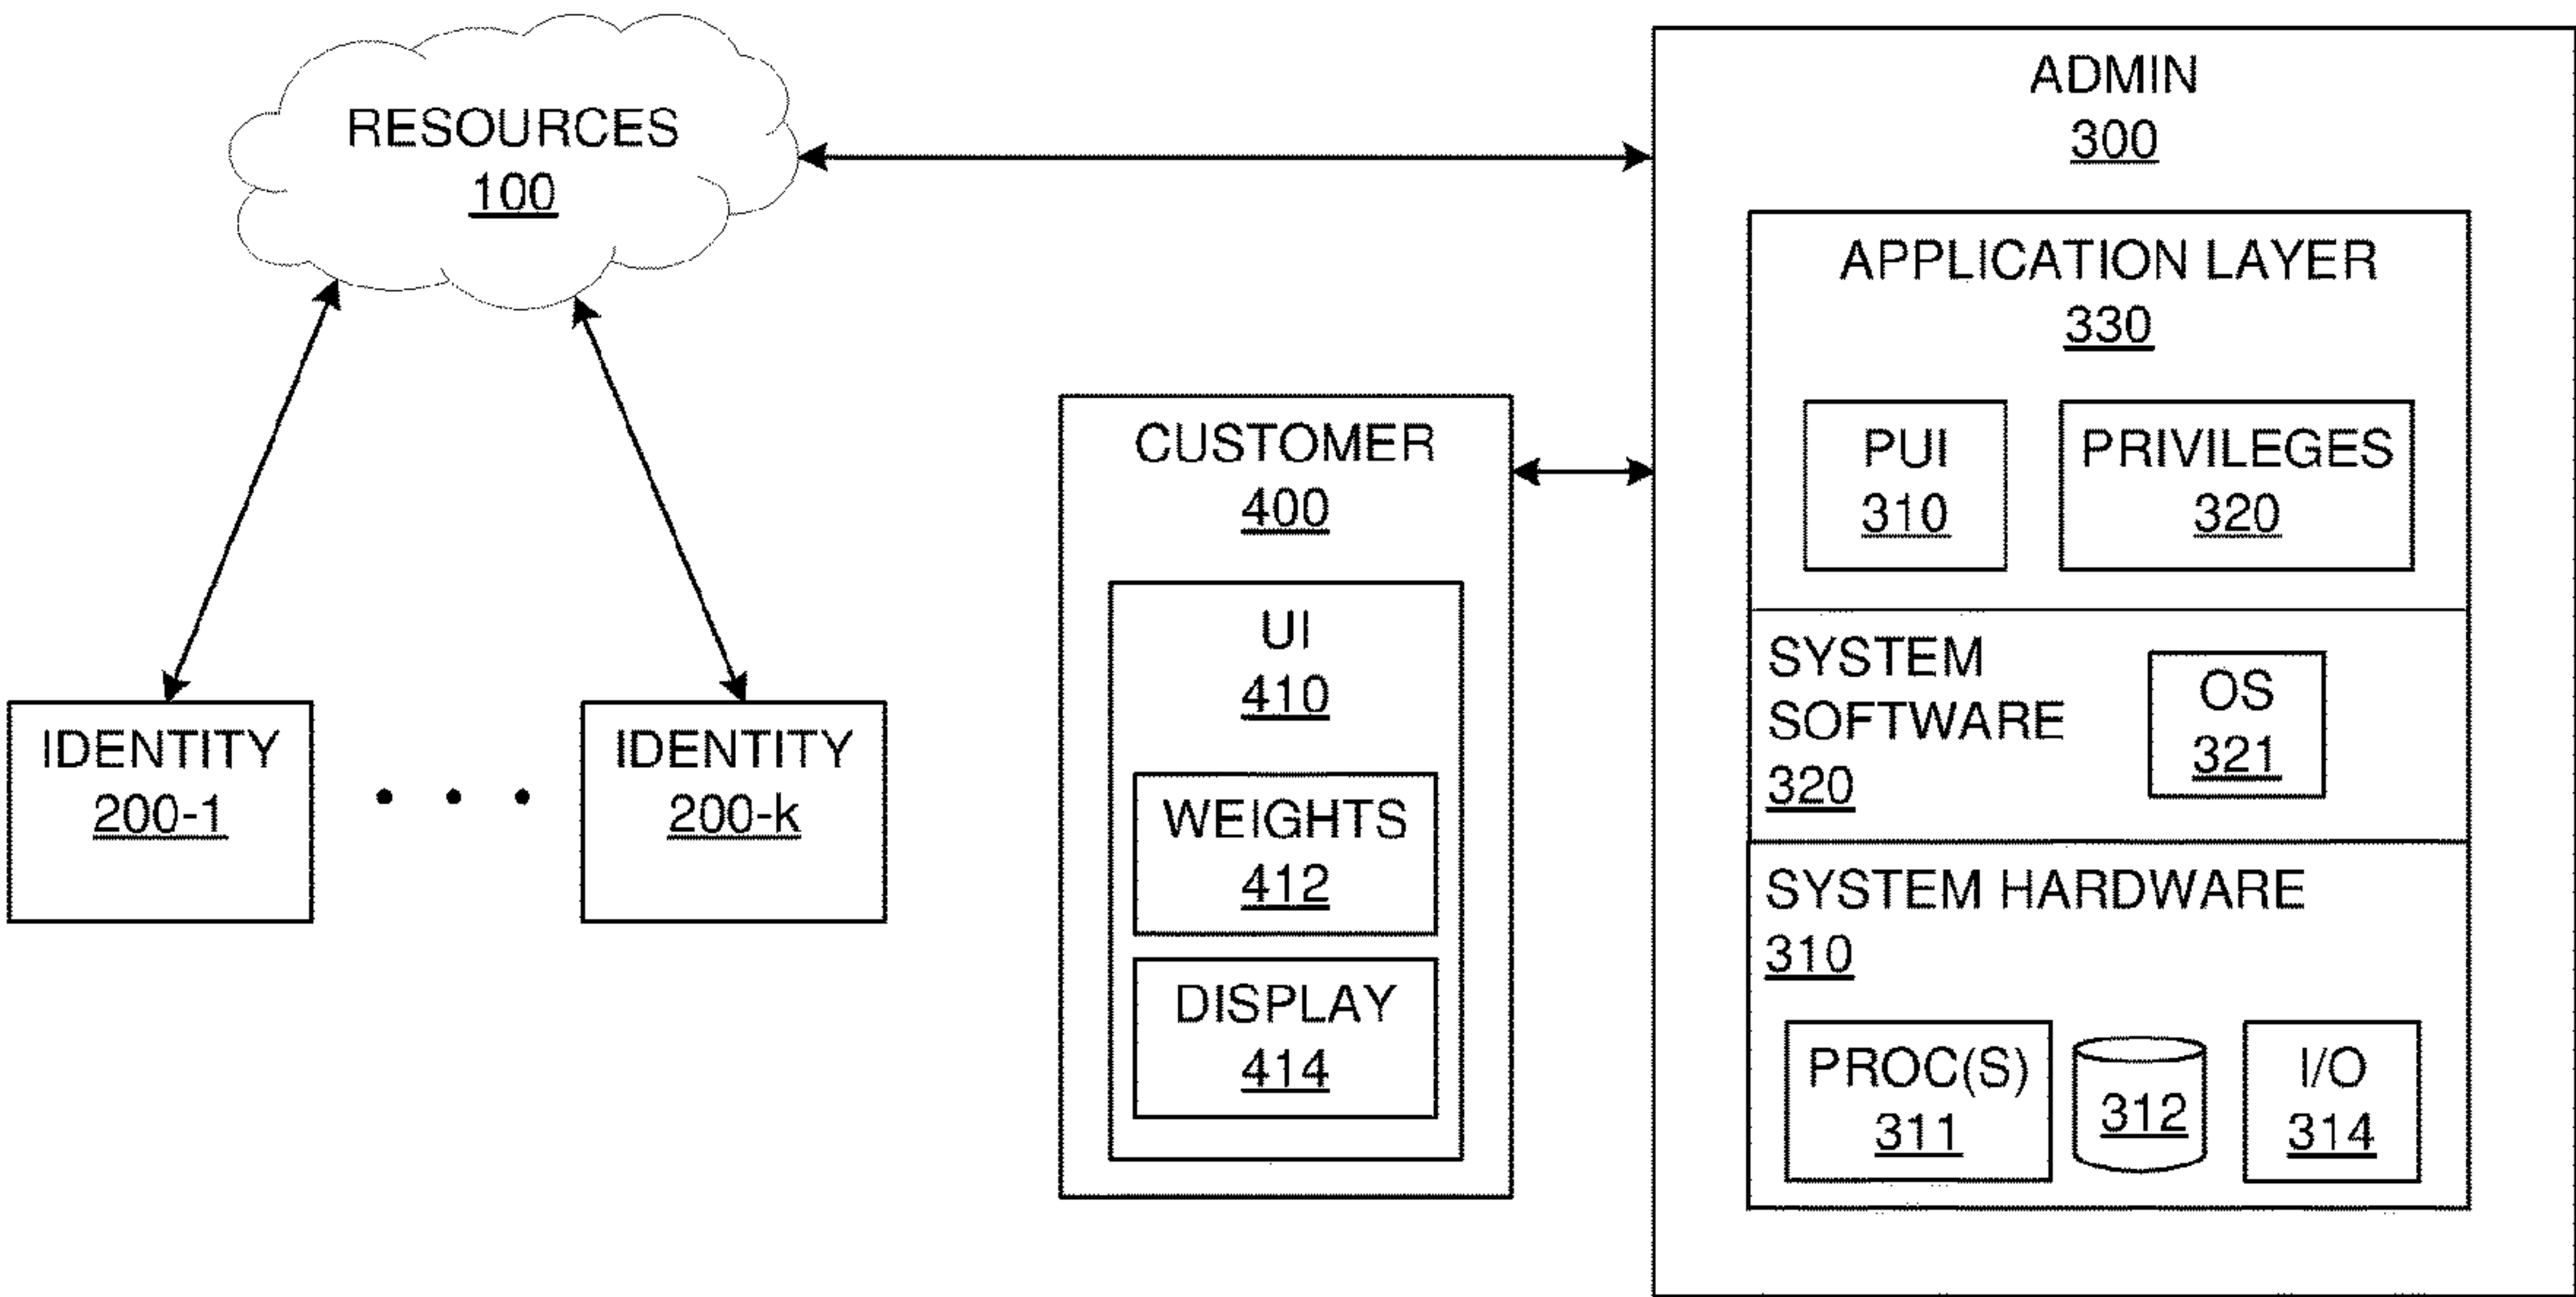 RESOURCES
100
ADMIN
300
APPLICATION LAYER
330
PUI
310
PRIVILEGES
320
CUSTOMER
400
UI
410
WEIGHTS
412
DISPLAY
414
SYSTEM
SOFTWARE
320
OS
321
IDENTITY
200-1
IDENTITY
200-k
SYSTEM HARDWARE
310
PROC(S)
311
312
I/O
314